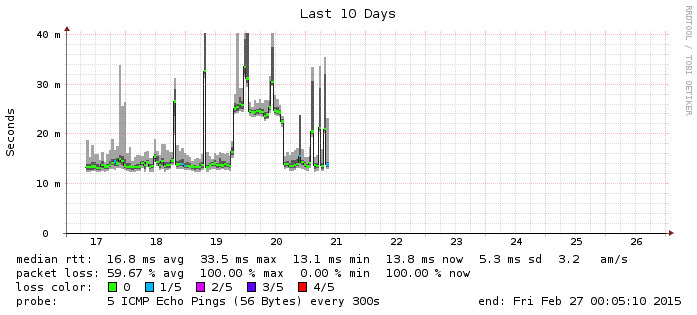 Last 10 Days
RRDTOOL / TOBI OETIKER
Seconds
40 m
30 m
20 m
10 m
0
17 18 19 20 21 22 23 24 25 26
median rtt: 16.8 ms avg 33.5 ms max 13.1 ms min 13.8 ms now 5.3 ms sd 3.2 am/s
packet loss: 59.67 % avg 100.00 % max 0.00 % min 100.00 % now
loss color: 0 1/5 2/5 3/5 4/5
probe: 5 ICMP Echo Pings (56 Bytes) every 300s end: Fri Feb 27 00:05:10 2015